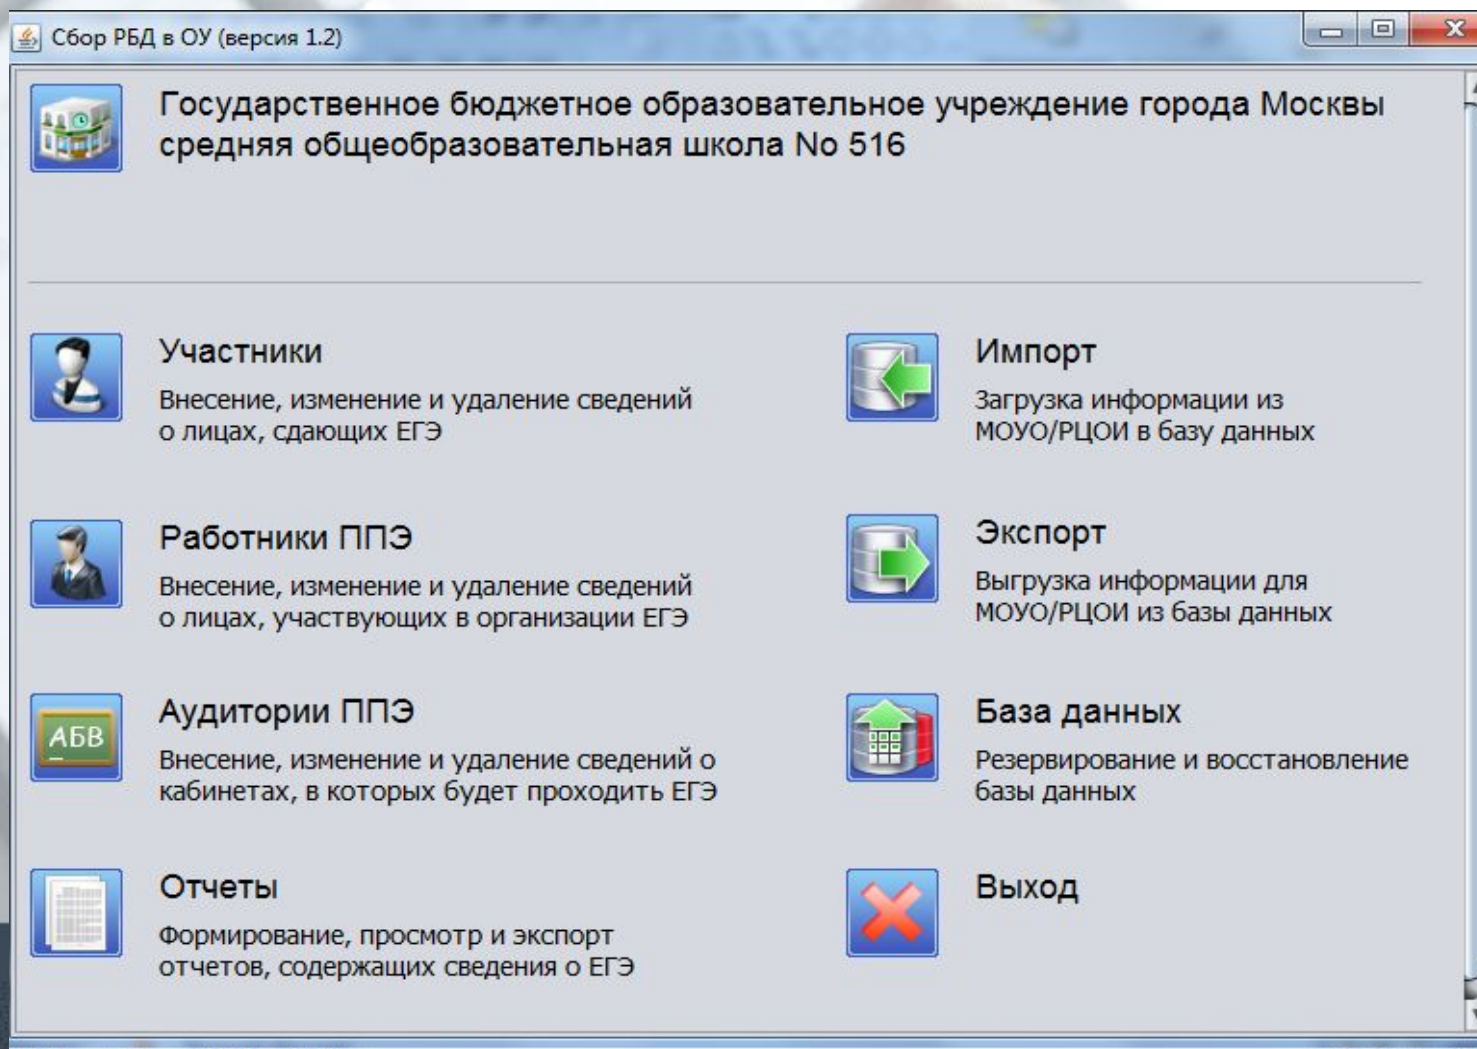 Сбор РБД в ОУ (версия 1.2)
Государственное бюджетное образовательное учреждение города Москвы
средняя общеобразовательная школа No 516
Участники
Внесение, изменение и удаление сведений
о лицах, сдающих ЕГЭ
Работники ППЭ
Внесение, изменение и удаление сведений
о лицах, участвующих в организации ЕГЭ
АБВ
Аудитории ППЭ
Внесение, изменение и удаление сведений о
кабинетах, в которых будет проходить ЕГЭ
Отчеты
Формирование, просмотр и экспорт
отчетов, содержащих сведения о ЕГЭ
Импорт
Загрузка информации из
МОУО/РЦОИ в базу данных
Экспорт
Выгрузка информации для
МОУО/РЦОИ из базы данных
База данных
Резервирование и восстановление
базы данных
Выход